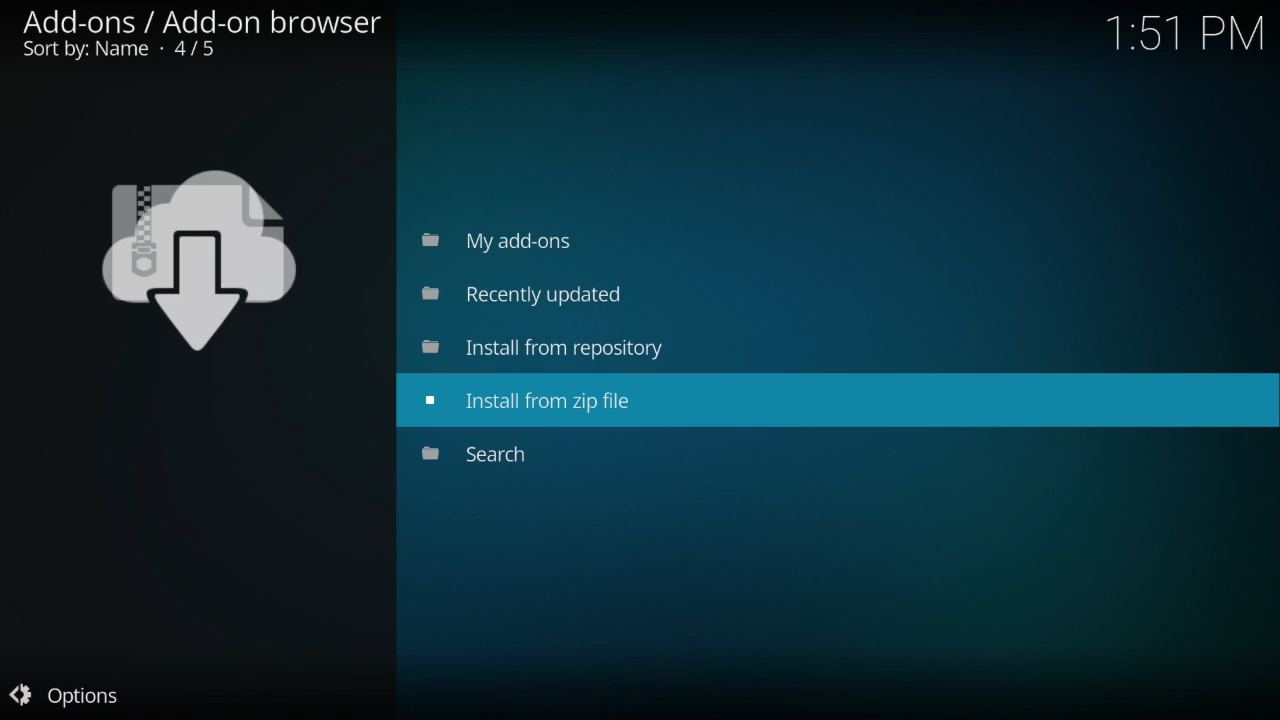 Add-ons / Add-on browser
Sort by: Name · 4 / 5
1:51 PM
My add-ons
Recently updated
Install from repository
Install from zip file
Search
Options